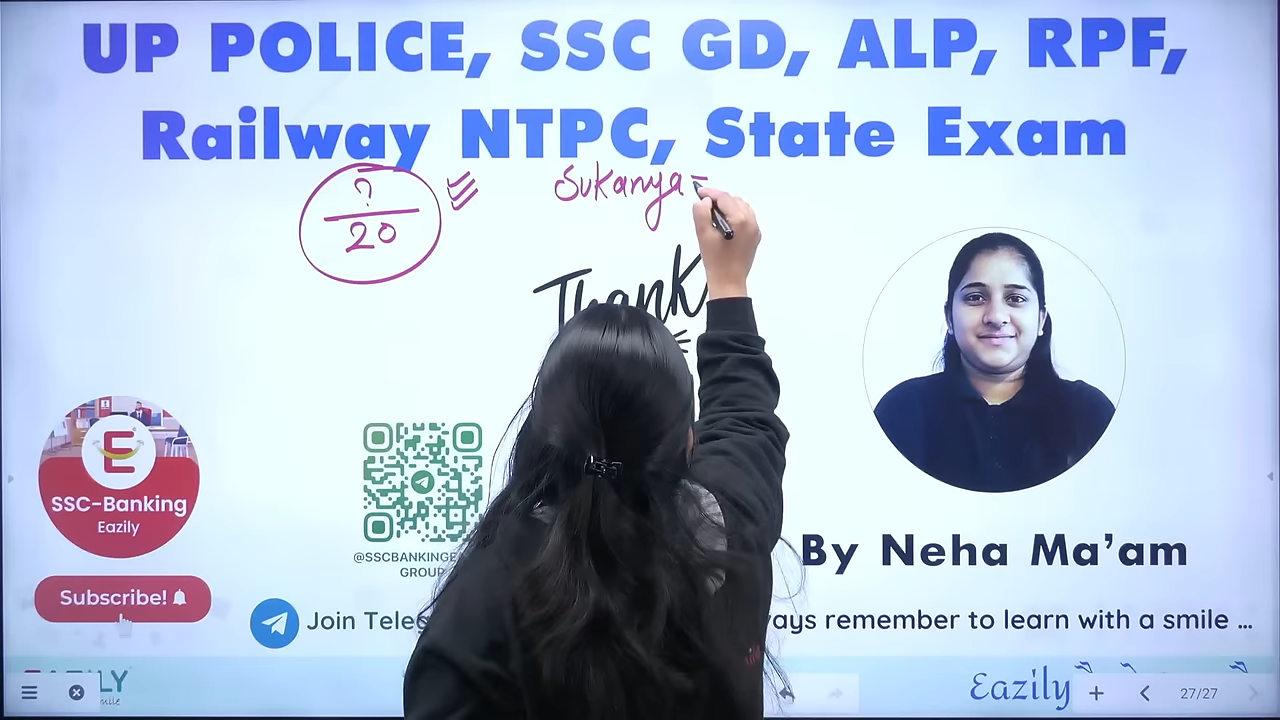 UP POLICE, SSC GD, ALP, RPF,
Railway NTPC, State Exam
?
20
Sukanya =
Thank
E
SSC-Banking
Eazily
Subscribe!
@SSCBANKINGE
GROUP
By Neha Ma'am
Join Tele
ays remember to learn with a smile ...
Eazily
27/27